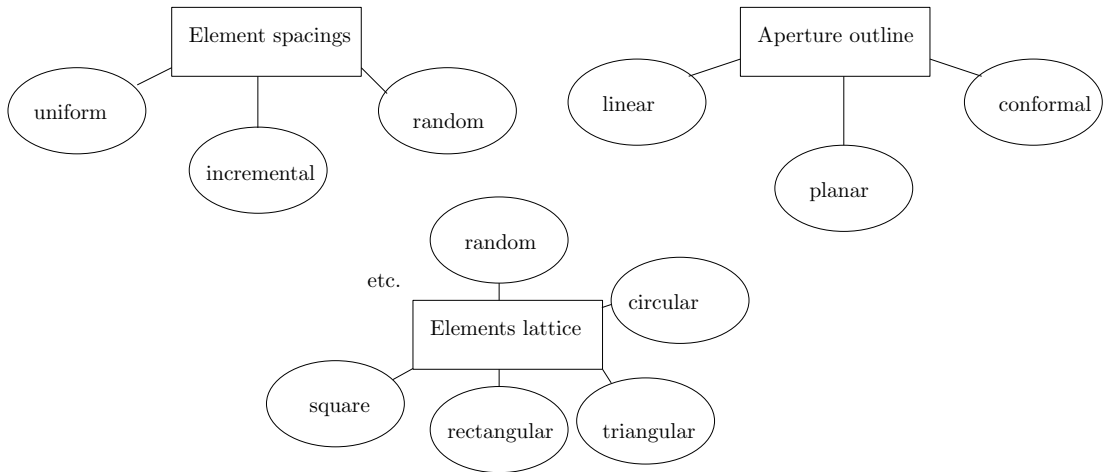 Element spacings
uniform
incremental
random
Aperture outline
linear
planar
conformal
random
etc.
Elements lattice
circular
square
rectangular
triangular